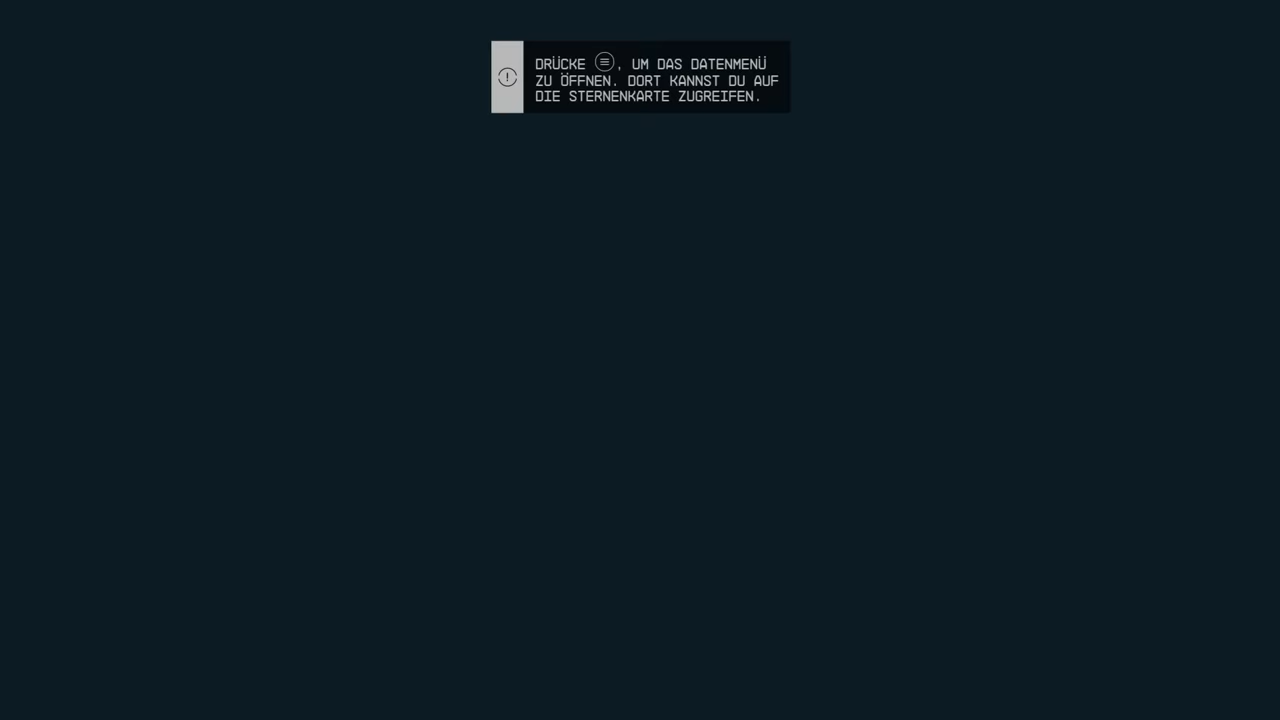 DRÜCKE , UM DAS DATENMENÜ
ZU ÖFFNEN. DORT KANNST DU AUF
DIE STERNENKARTE ZUGREIFEN.